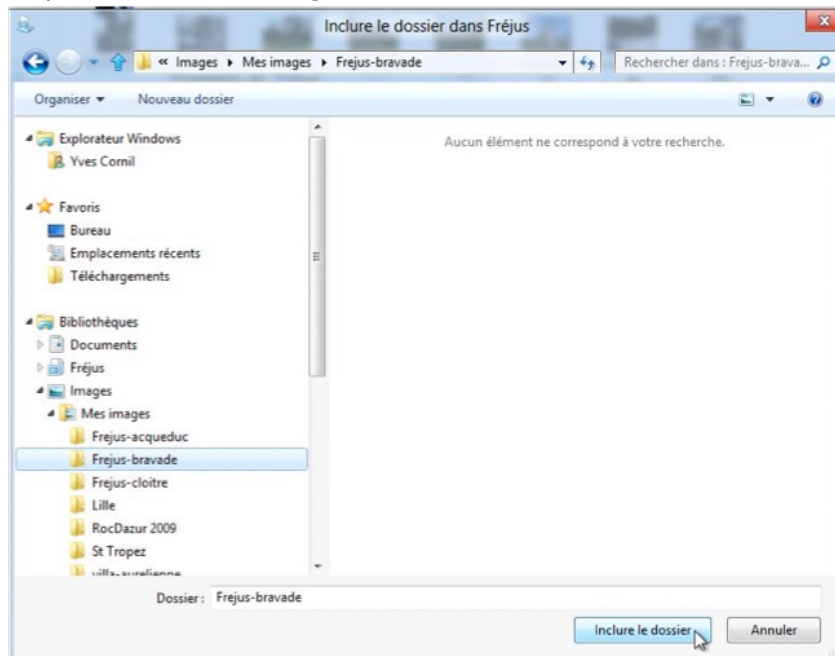 Inclure le dossier dans Fréjus
« Images ▸ Mes images ▸ Frejus-bravade
Rechercher dans : Frejus-brava...
Organiser ▾ Nouveau dossier
Explorateur Windows
Yves Cornil
Favoris
Bureau
Emplacements récents
Téléchargements
Bibliothèques
Documents
Fréjus
Images
Mes images
Frejus-acqueduc
Frejus-bravade
Frejus-cloitre
Lille
RocDazur 2009
St Tropez
villa-aurelienne
Aucun élément ne correspond à votre recherche.
Dossier : Frejus-bravade
Inclure le dossier Annuler